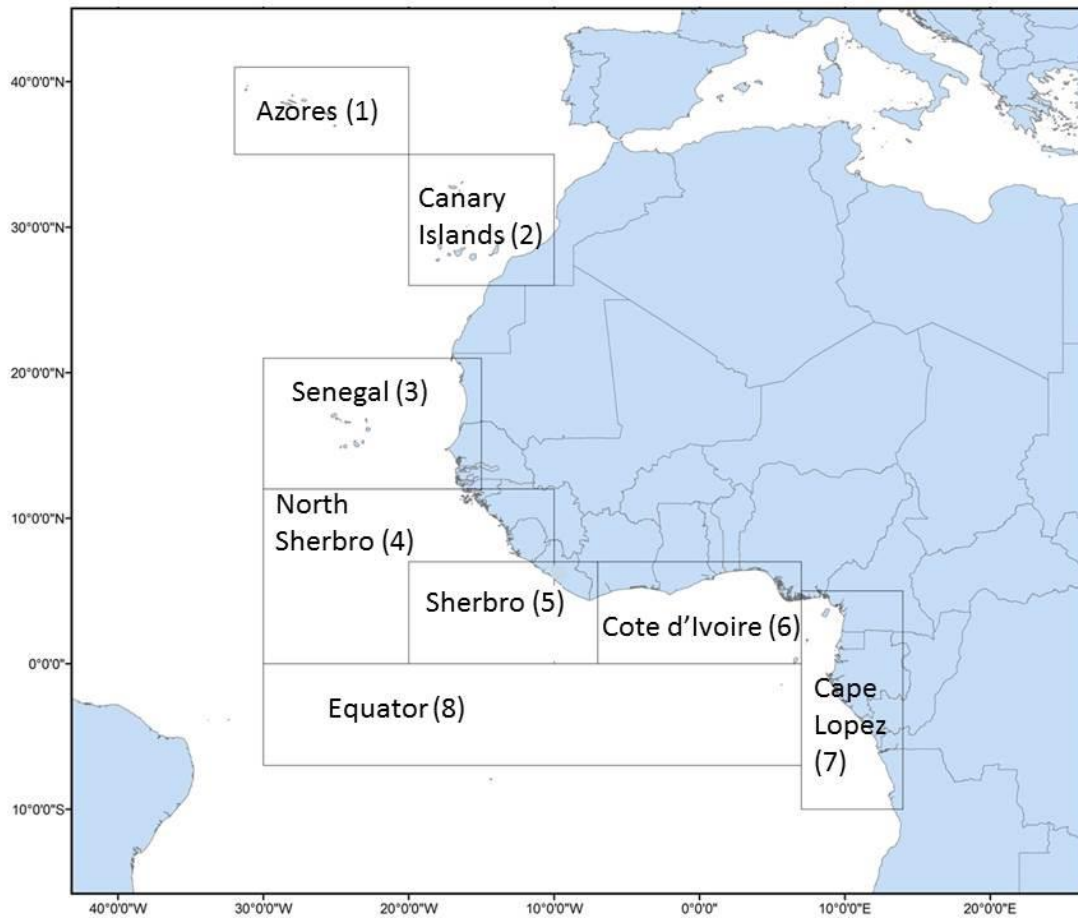 40°0'0"N
Azores (1)
Canary
Islands (2)
30°0'0"N
20°0'0"N
Senegal (3)
North
Sherbro (4)
10°0'0"N
Sherbro (5)
Cote d'Ivoire (6)
0°0'0"
Equator (8)
Cape
Lopez
(7)
10°0'0"S
40°0'0"W 30°0'0"W 20°0'0"W 10°0'0"W 0°0'0" 10°0'0"E 20°0'0"E